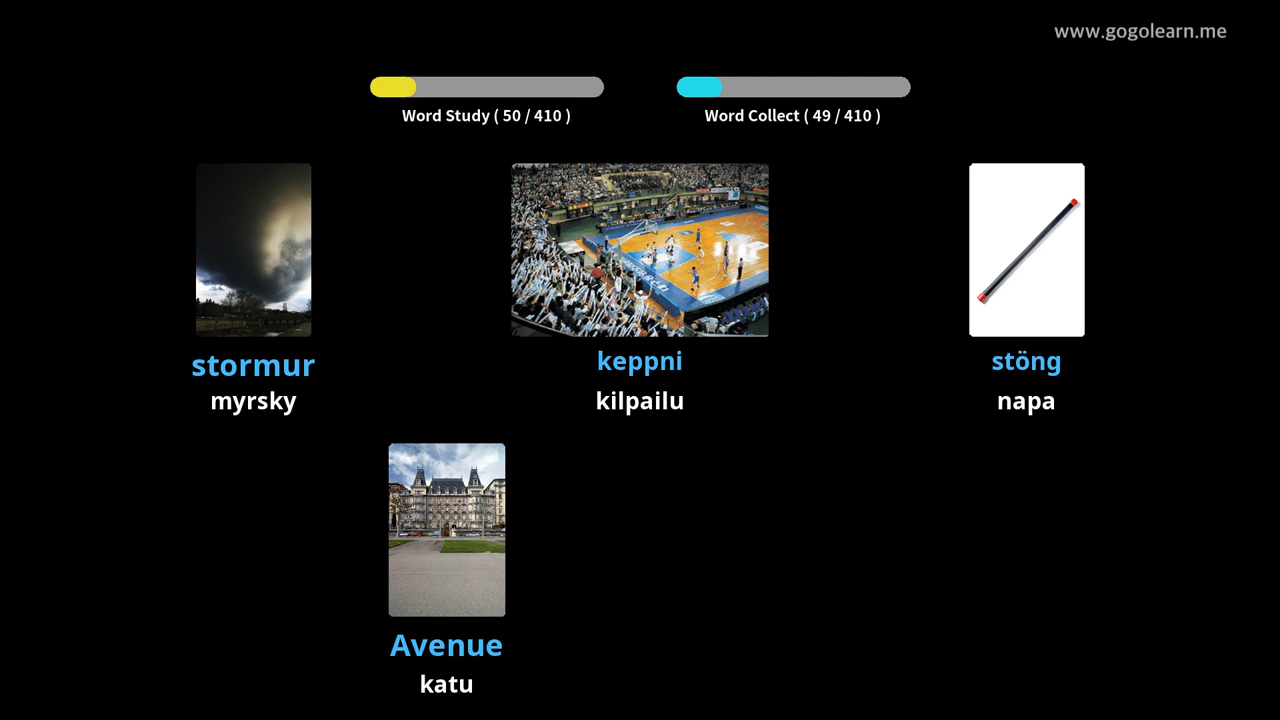 www.gogolearn.me
Word Study ( 50 / 410 )
Word Collect ( 49 / 410 )
stormur
myrsky
keppni
kilpailu
stöng
napa
Avenue
katu